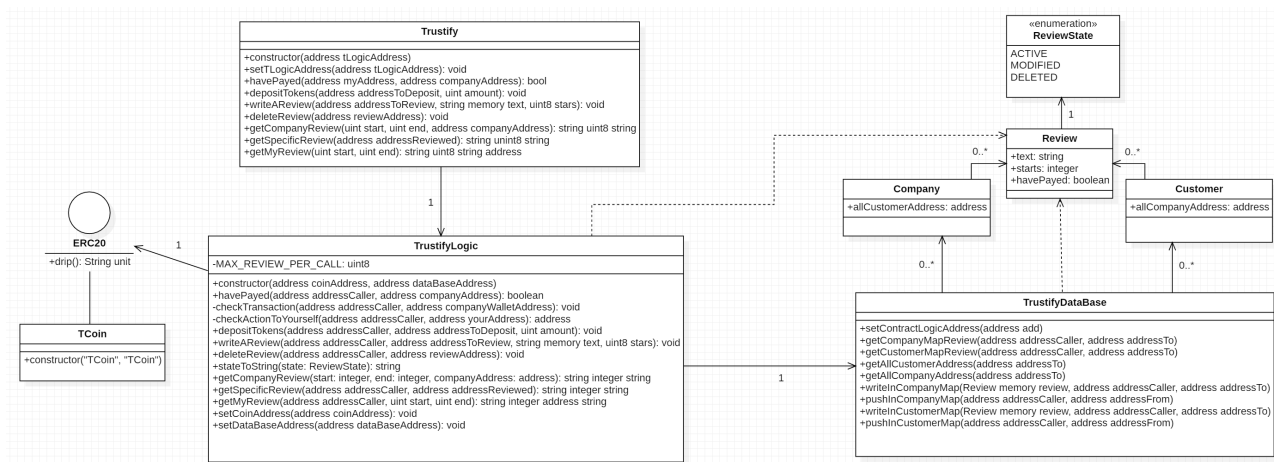 Trustify
+constructor(address tLogicAddress)
+setTLogicAddress(address tLogicAddress): void
+havePayed(address myAddress, address companyAddress): bool
+depositTokens(address addressToDeposit, uint amount): void
+writeAReview(address addressToReview, string memory text, uint8 stars): void
+deleteReview(address reviewAddress): void
+getCompanyReview(uint start, uint end, address companyAddress): string uint8 string
+getSpecificReview(address addressReviewed): string unint8 string
+getMyReview(uint start, uint end): string uint8 string address
«enumeration»
ReviewState
ACTIVE
MODIFIED
DELETED
1
Review
+text: string
+starts: integer
+havePayed: boolean
0..*
0..*
Company
+allCustomerAddress: address
Customer
+allCompanyAddress: address
1
ERC20
+drip(): String unit
1
TCoin
+constructor("TCoin", "TCoin")
TrustifyLogic
-MAX_REVIEW_PER_CALL: uint8
+constructor(address coinAddress, address dataBaseAddress)
+havePayed(address addressCaller, address companyAddress): boolean
-checkTransaction(address addressCaller, address companyWalletAddress): void
-checkActionToYourself(address addressCaller, address yourAddress): address
+depositTokens(address addressCaller, address addressToDeposit, uint amount): void
+writeAReview(address addressCaller, address addressToReview, string memory text, uint8 stars): void
+deleteReview(address addressCaller, address reviewAddress): void
+stateToString(state: ReviewState): string
+getCompanyReview(start: integer, end: integer, companyAddress: address): string integer string
+getSpecificReview(address addressCaller, address addressReviewed): string integer string
+getMyReview(address addressCaller, uint start, uint end): string integer address string
+setCoinAddress(address coinAddress): void
+setDataBaseAddress(address dataBaseAddress): void
1
0..*
0..*
TrustifyDataBase
+setContractLogicAddress(address add)
+getCompanyMapReview(address addressCaller, address addressTo)
+getCustomerMapReview(address addressCaller, address addressTo)
+getAllCustomerAddress(address addressTo)
+getAllCompanyAddress(address addressTo)
+writeInCompanyMap(Review memory review, address addressCaller, address addressTo)
+pushInCompanyMap(address addressCaller, address addressFrom)
+writeInCustomerMap(Review memory review, address addressCaller, address addressTo)
+pushInCustomerMap(address addressCaller, address addressFrom)